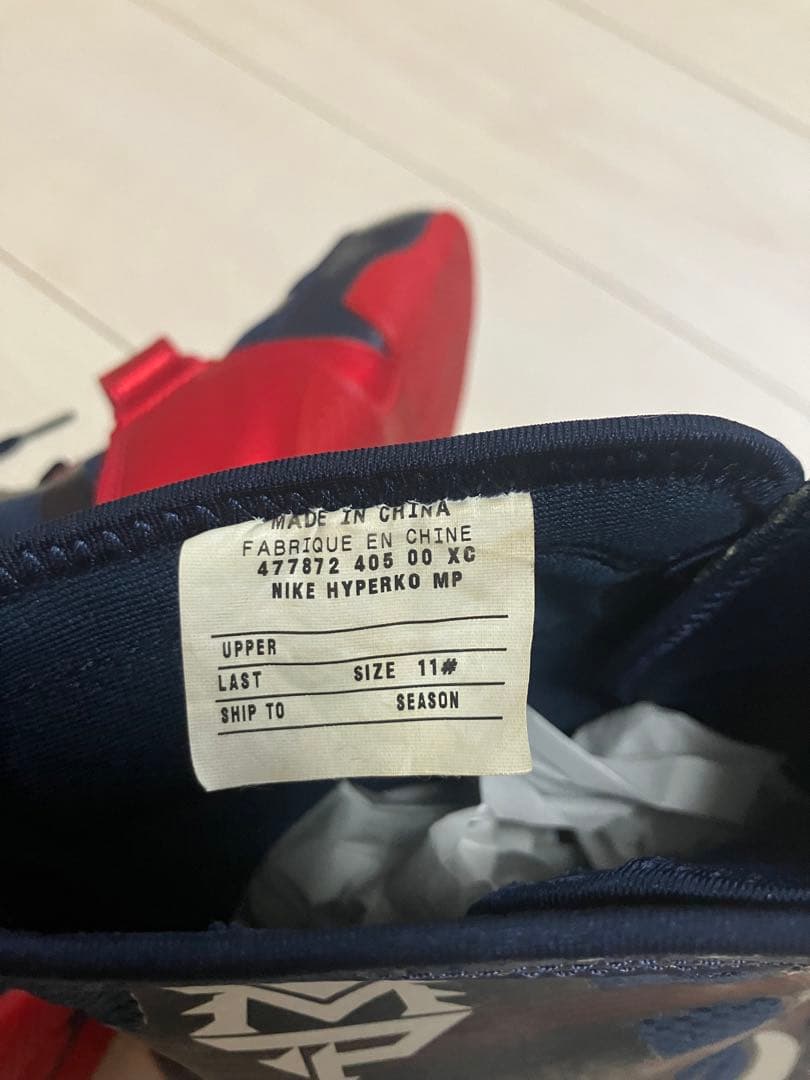 MADE IN CHINA
FABRIQUE EN CHINE
477872 405 00 XC
NIKE HYPERKO MP
UPPER
LAST SIZE 11#
SHIP TO SEASON
MP